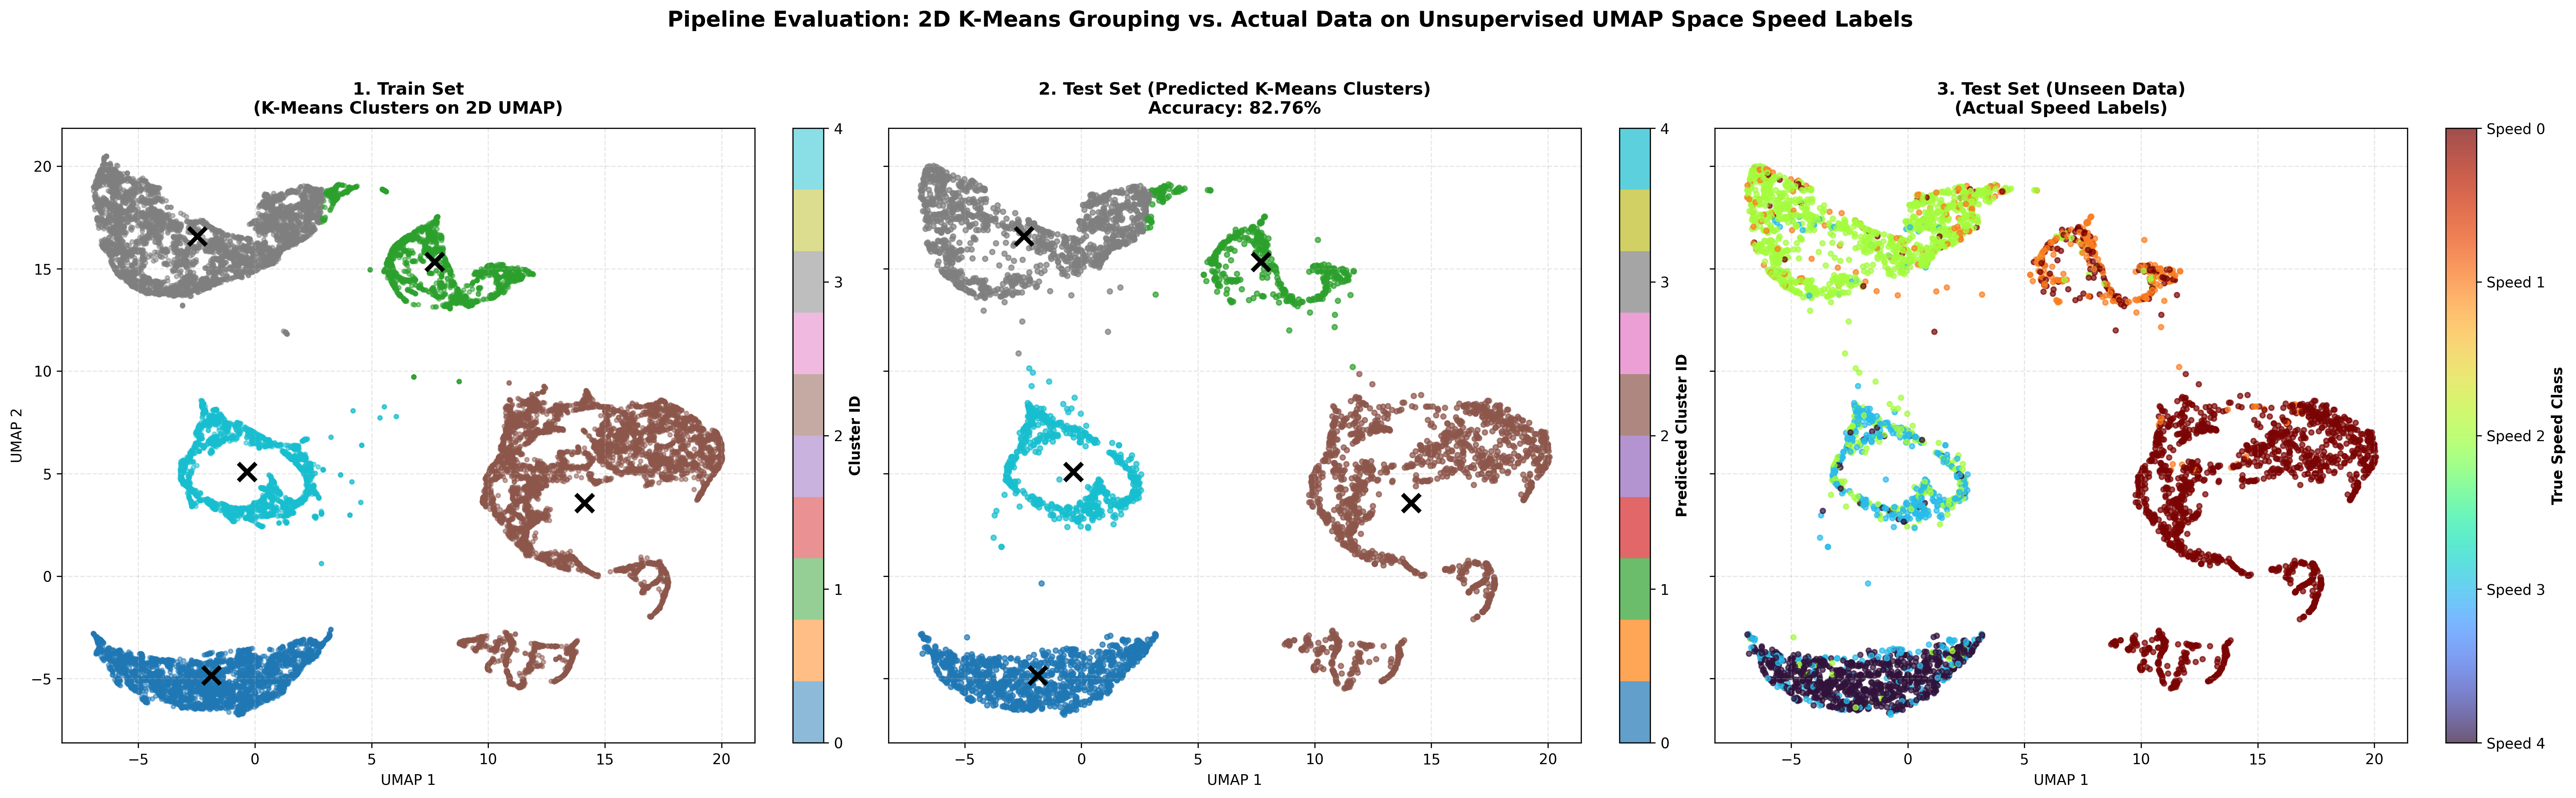 Pipeline Evaluation: 2D K-Means Grouping vs. Actual Data on Unsupervised UMAP Space Speed Labels
1. Train Set
(K-Means Clusters on 2D UMAP)
20
15
10
5
0
−5
UMAP 2
−5 0 5 10 15 20
UMAP 1
4
3
2
1
0
Cluster ID
2. Test Set (Predicted K-Means Clusters)
Accuracy: 82.76%
−5 0 5 10 15 20
UMAP 1
4
3
2
1
0
Predicted Cluster ID
3. Test Set (Unseen Data)
(Actual Speed Labels)
−5 0 5 10 15 20
UMAP 1
Speed 0
Speed 1
Speed 2
Speed 3
Speed 4
True Speed Class